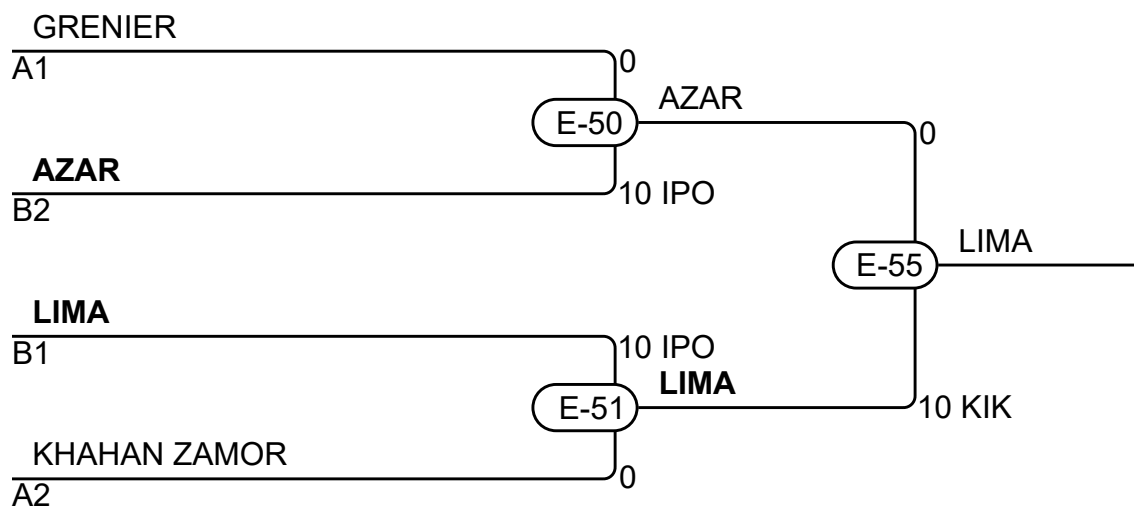 GRENIER
A1
0
E-50
AZAR
0
AZAR
B2
10 IPO
E-55
LIMA
LIMA
B1
10 IPO
LIMA
E-51
10 KIK
KHAHAN ZAMOR
A2
0